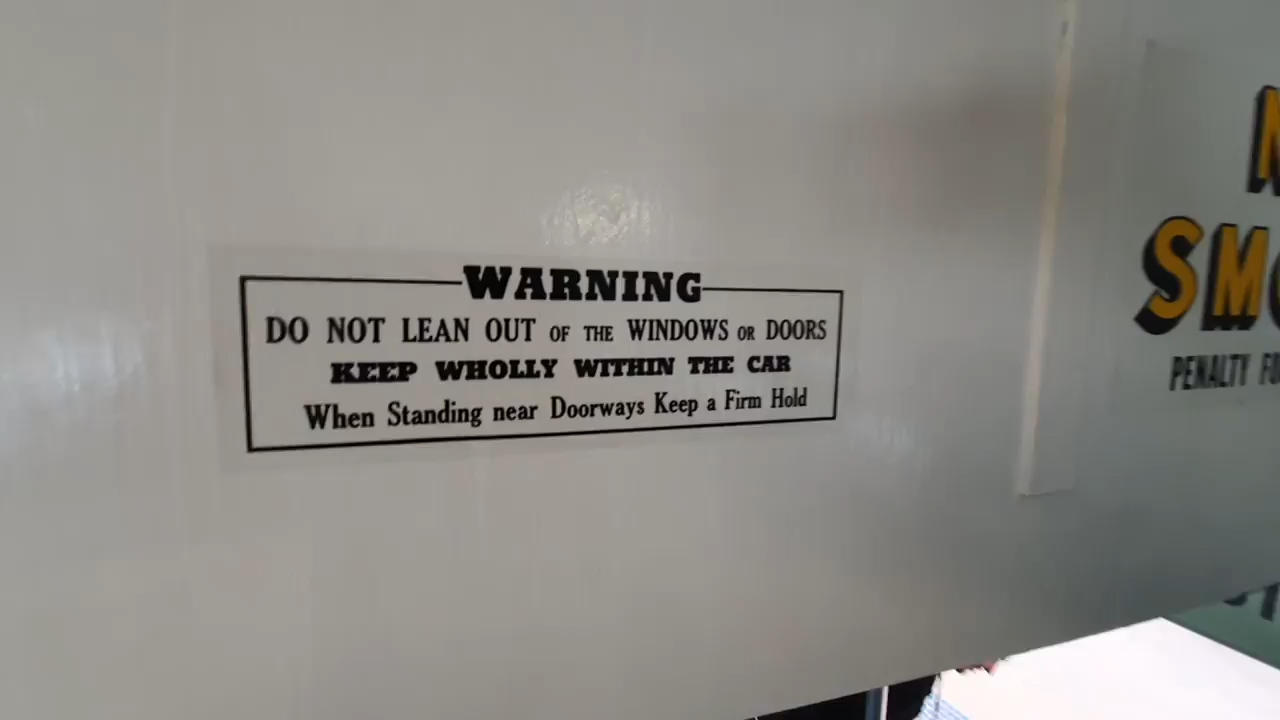 WARNING
DO NOT LEAN OUT OF THE WINDOWS OR DOORS
KEEP WHOLLY WITHIN THE CAR
When Standing near Doorways Keep a Firm Hold
PENALTY